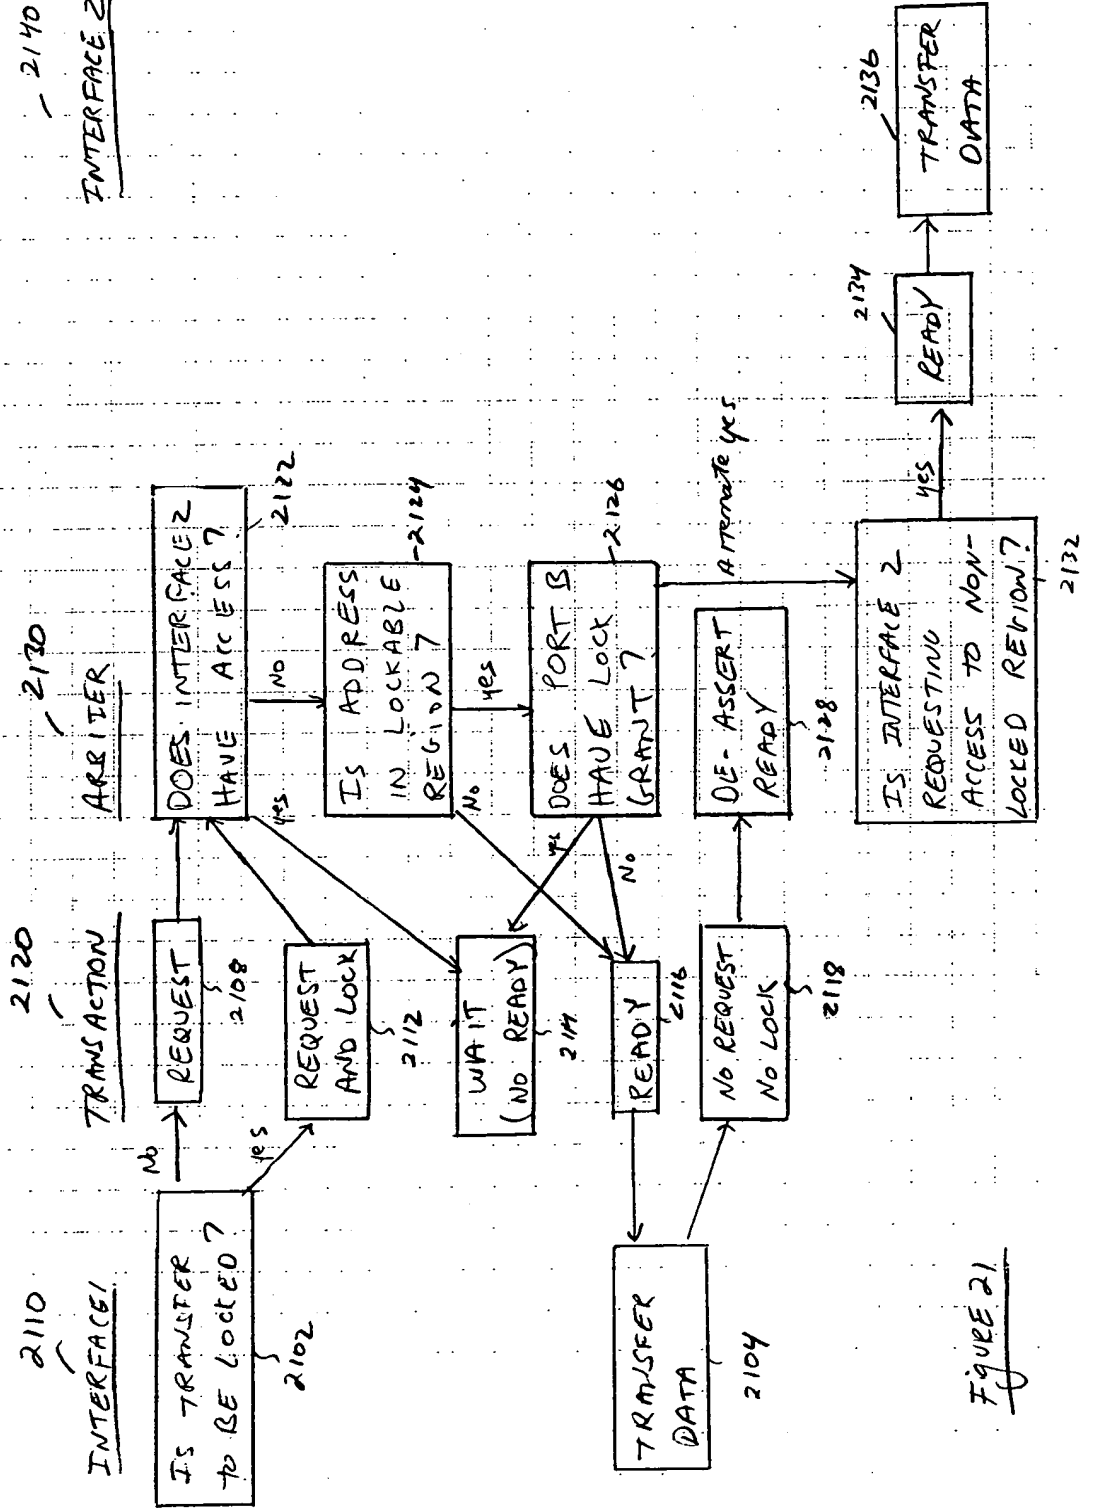 2110
INTERFACE1
2120
TRANSACTION
2130
ARBITER
2140
INTERFACE 2
IS TRANSFER
TO BE LOCKED?
2102
No
yes
REQUEST
2108
REQUEST
AND LOCK
2112
DOES INTERFACE 2
HAVE ACCESS?
2122
yes
No
IS ADDRESS
IN LOCKABLE
REGION?
2124
No
yes
WAIT
(NO READY)
2114
DOES PORT B
HAVE LOCK
GRANT?
2126
yes
No
Alternate yes
READY
2116
TRANSFER
DATA
2104
NO REQUEST
NO LOCK
2118
DE-ASSERT
READY
2128
IS INTERFACE 2
REQUESTING
ACCESS TO NON-
LOCKED REGION?
2132
yes
READY
2134
TRANSFER
DATA
2136
FIGURE 21